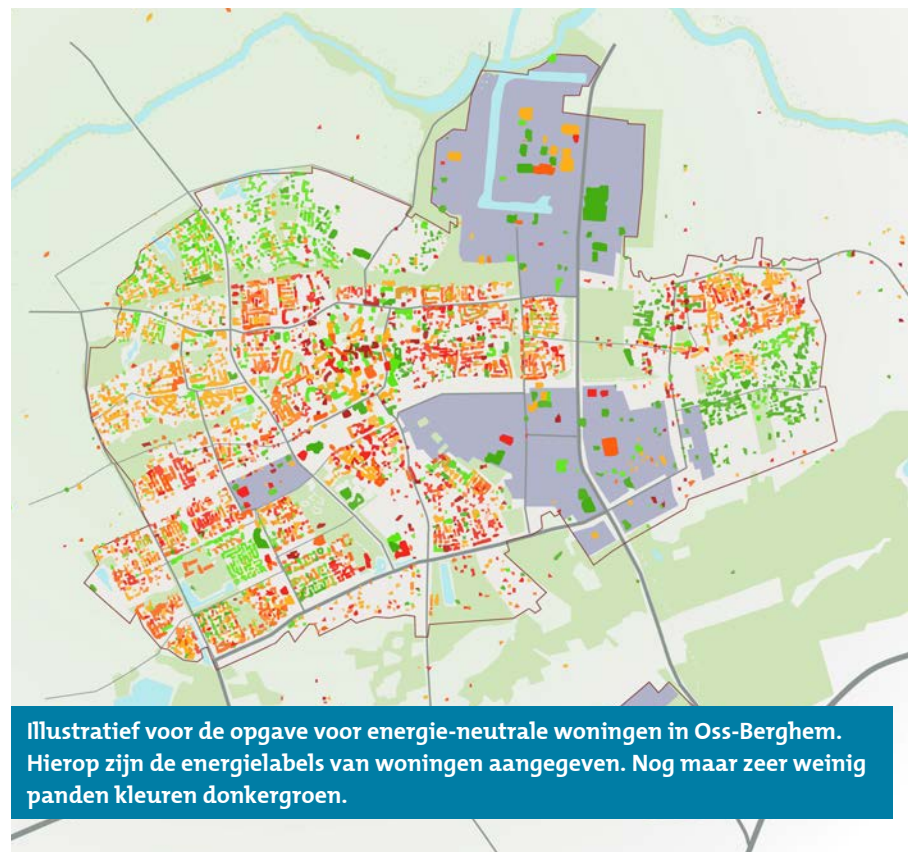 Illustratief voor de opgave voor energie-neutrale woningen in Oss-Berghem.
Hierop zijn de energielabels van woningen aangegeven. Nog maar zeer weinig
panden kleuren donkergroen.